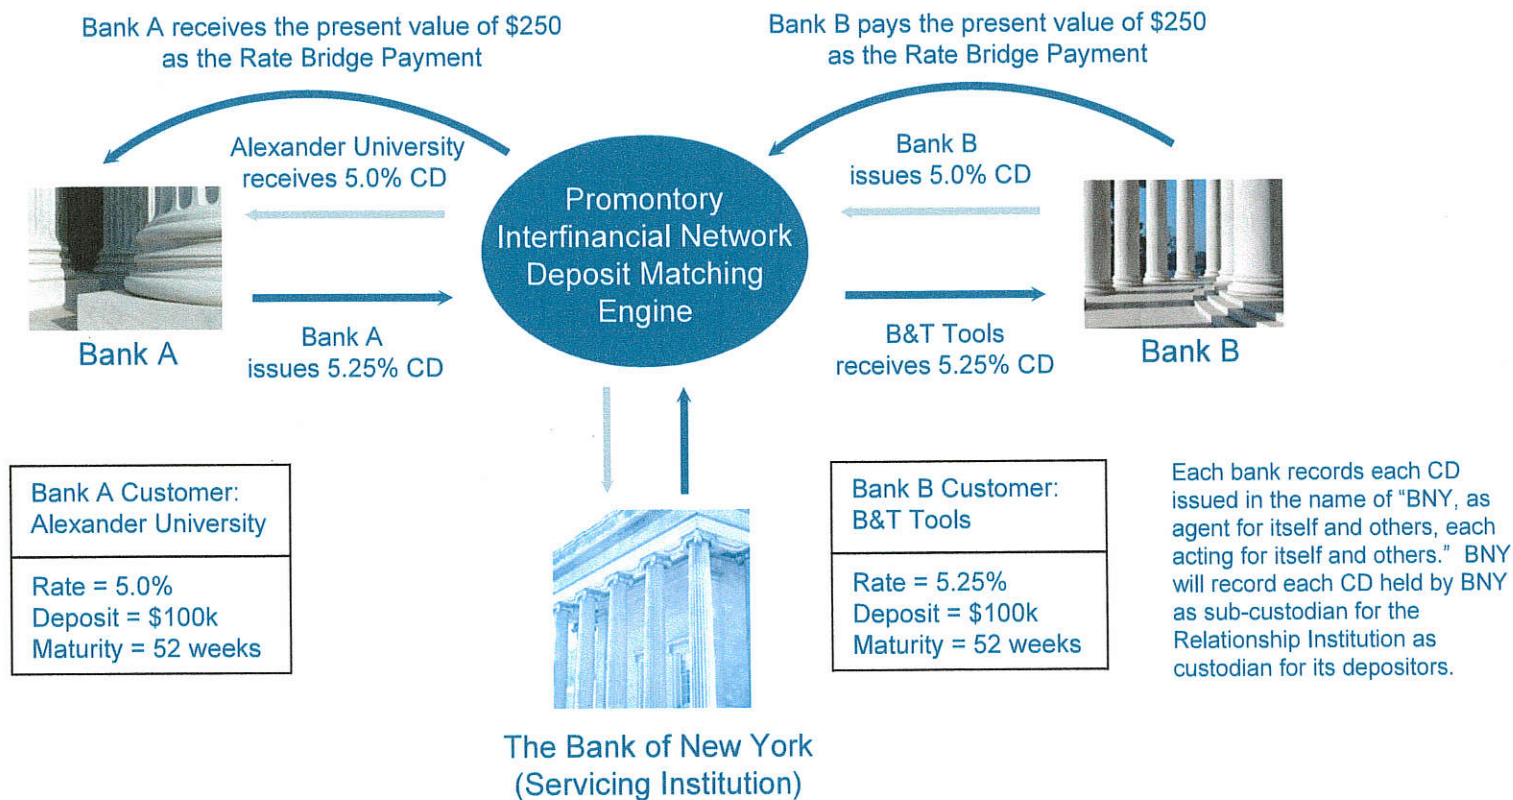 Bank A receives the present value of $250
as the Rate Bridge Payment
Bank B pays the present value of $250
as the Rate Bridge Payment
Alexander University
receives 5.0% CD
Bank B
issues 5.0% CD
Promontory
Interfinancial Network
Deposit Matching
Engine
Bank A
Bank A
issues 5.25% CD
B&T Tools
receives 5.25% CD
Bank B
Bank A Customer:
Alexander University
Rate = 5.0%
Deposit = $100k
Maturity = 52 weeks
Bank B Customer:
B&T Tools
Rate = 5.25%
Deposit = $100k
Maturity = 52 weeks
Each bank records each CD
issued in the name of “BNY, as
agent for itself and others, each
acting for itself and others.” BNY
will record each CD held by BNY
as sub-custodian for the
Relationship Institution as
custodian for its depositors.
The Bank of New York
(Servicing Institution)